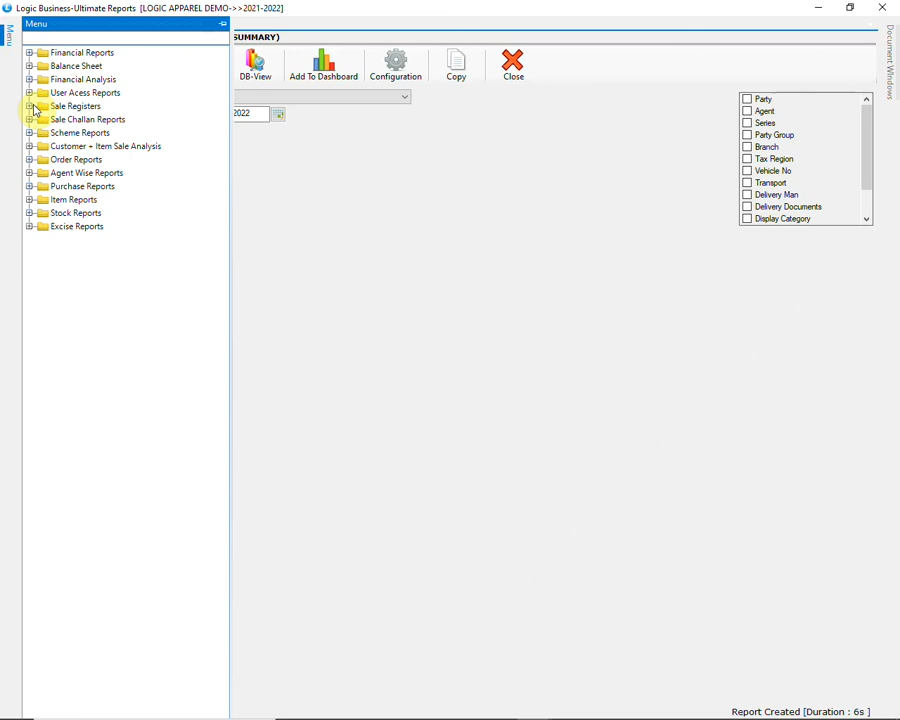 Logic Business-Ultimate Reports [LOGIC APPAREL DEMO->>2021-2022]
Menu
Menu
Document Windows
SUMMARY)
Financial Reports
Balance Sheet
Financial Analysis
User Acess Reports
Sale Registers
Sale Challan Reports
Scheme Reports
Customer + Item Sale Analysis
Order Reports
Agent Wise Reports
Purchase Reports
Item Reports
Stock Reports
Excise Reports
DB-View
Add To Dashboard
Configuration
Copy
Close
2022
Party
Agent
Series
Party Group
Branch
Tax Region
Vehicle No
Transport
Delivery Man
Delivery Documents
Display Category
Report Created [Duration : 6s ]